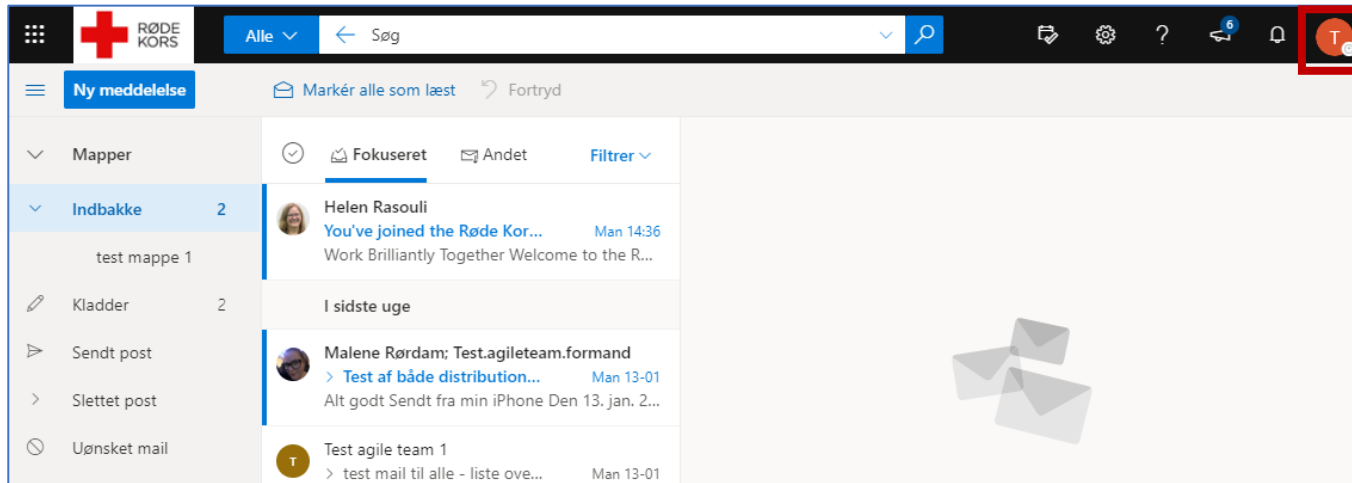 RØDE
KORS
Alle
Søg
6
T
Ny meddelelse
Markér alle som læst
Fortryd
Mapper
Fokuseret
Andet
Filtrer
Indbakke 2
Helen Rasouli
You've joined the Røde Kor... Man 14:36
Work Brilliantly Together Welcome to the R...
test mappe 1
Kladder 2
I sidste uge
Sendt post
Malene Rørdam; Test.agileteam.formand
> Test af både distribution... Man 13-01
Slettet post
Alt godt Sendt fra min iPhone Den 13. jan. 2...
Uønsket mail
T
Test agile team 1
> test mail til alle - liste ove... Man 13-01